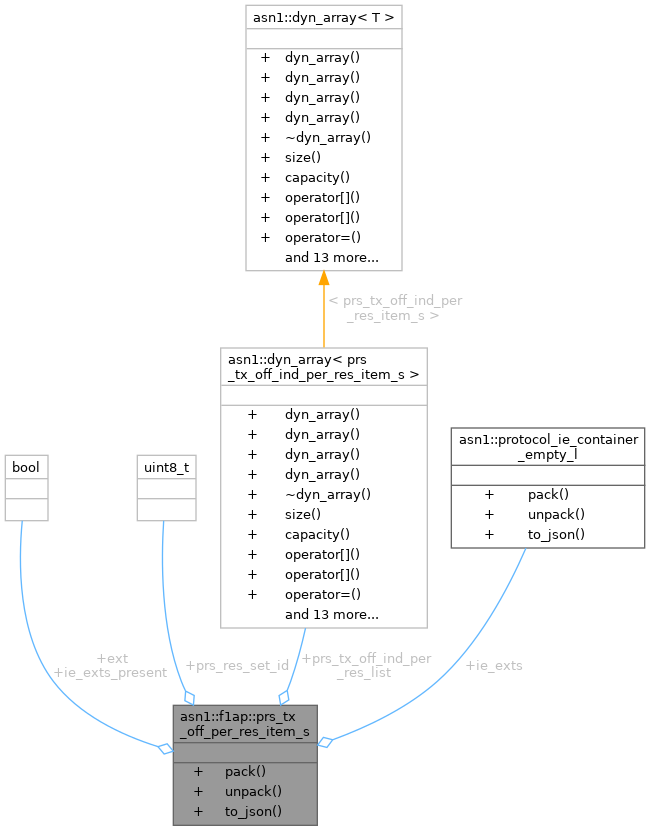 asn1::dyn_array< T >
+ dyn_array()
+ dyn_array()
+ dyn_array()
+ dyn_array()
+ ~dyn_array()
+ size()
+ capacity()
+ operator[]()
+ operator[]()
+ operator=()
and 13 more...
< prs_tx_off_ind_per
_res_item_s >
asn1::dyn_array< prs
_tx_off_ind_per_res_item_s >
+ dyn_array()
+ dyn_array()
+ dyn_array()
+ dyn_array()
+ ~dyn_array()
+ size()
+ capacity()
+ operator[]()
+ operator[]()
+ operator=()
and 13 more...
bool
uint8_t
asn1::protocol_ie_container
_empty_l
+ pack()
+ unpack()
+ to_json()
+ext
+ie_exts_present
+prs_res_set_id
+prs_tx_off_ind_per
_res_list
+ie_exts
asn1::f1ap::prs_tx
_off_per_res_item_s
+ pack()
+ unpack()
+ to_json()